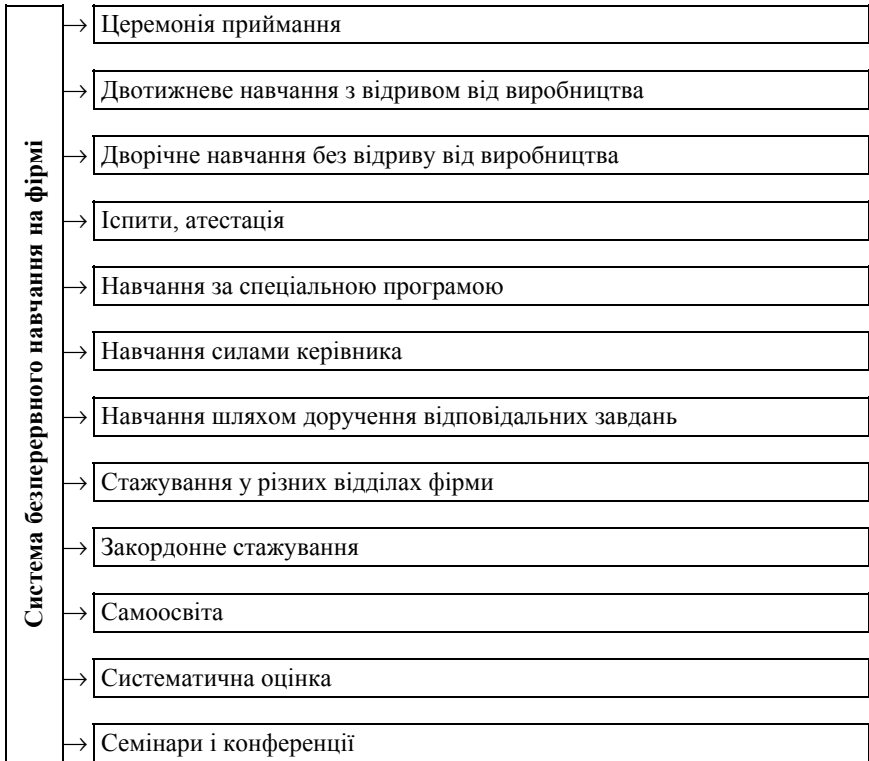 Система безперервного навчання на фірмі
→ Церемонія приймання
→ Двотижневе навчання з відривом від виробництва
→ Дворічне навчання без відриву від виробництва
→ Іспити, атестація
→ Навчання за спеціальною програмою
→ Навчання силами керівника
→ Навчання шляхом доручення відповідальних завдань
→ Стажування у різних відділах фірми
→ Закордонне стажування
→ Самоосвіта
→ Систематична оцінка
→ Семінари і конференції